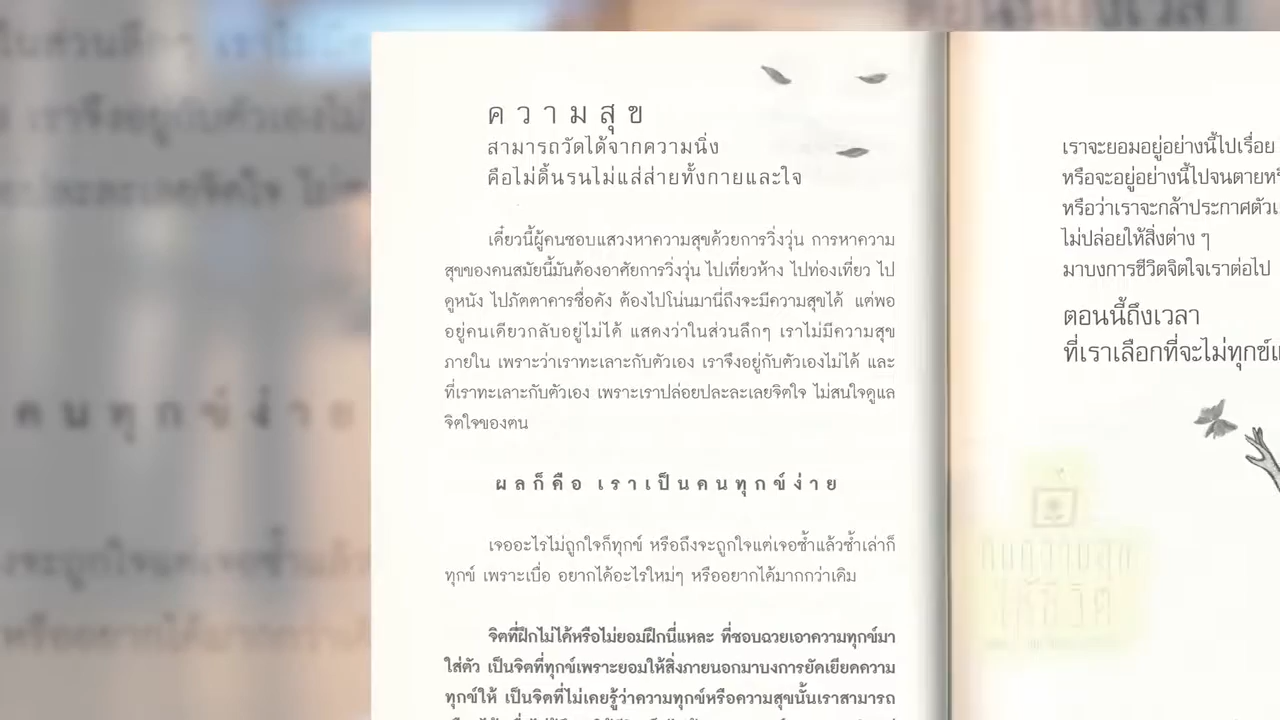 ความสุข
สามารถวัดได้จากความนิ่ง
คือไม่ดิ้นรนไม่แส่ส่ายทั้งกายและใจ
เดี๋ยวนี้ผู้คนชอบแสวงหาความสุขด้วยการวิ่งวุ่น การหาความ
สุขของคนสมัยนี้มันต้องอาศัยการวิ่งวุ่น ไปเที่ยวห้าง ไปท่องเที่ยว ไป
ดูหนัง ไปภัตตาคารชื่อดัง ต้องไปโน่นมานี่ถึงจะมีความสุขได้ แต่พอ
อยู่คนเดียวกลับอยู่ไม่ได้ แสดงว่าในส่วนลึกๆ เราไม่มีความสุข
ภายใน เพราะว่าเราทะเลาะกับตัวเอง เราจึงอยู่กับตัวเองไม่ได้ และ
ที่เราทะเลาะกับตัวเอง เพราะเราปล่อยปละละเลยจิตใจ ไม่สนใจดูแล
จิตใจของตน
ผลก็คือ เราเป็นคนทุกข์ง่าย
เจออะไรไม่ถูกใจก็ทุกข์ หรือถึงจะถูกใจแต่เจอซ้ำแล้วซ้ำเล่าก็
ทุกข์ เพราะเบื่อ อยากได้อะไรใหม่ๆ หรืออยากได้มากกว่าเดิม
จิตที่ฝึกไม่ได้หรือไม่ยอมฝึกนี่แหละ ที่ชอบฉวยเอาความทุกข์มา
ใส่ตัว เป็นจิตที่ทุกข์เพราะยอมให้สิ่งภายนอกมาบงการยัดเยียดความ
ทุกข์ให้ เป็นจิตที่ไม่เคยรู้ว่าความทุกข์หรือความสุขนั้นเราสามารถ
เราจะยอมอยู่อย่างนี้ไปเรื่อย
หรือจะอยู่อย่างนี้ไปจนตายหรื
หรือว่าเราจะกล้าประกาศตัว
ไม่ปล่อยให้สิ่งต่าง ๆ
มาบงการชีวิตจิตใจเราต่อไป
ตอนนี้ถึงเวลา
ที่เราเลือกที่จะไม่ทุกข์